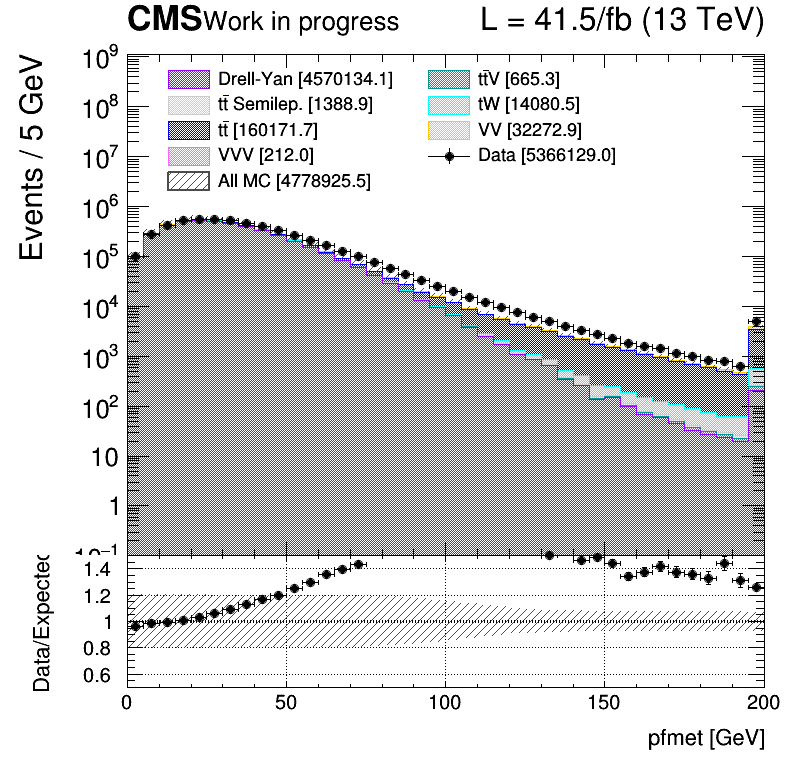 CMS Work in progress L = 41.5/fb (13 TeV)
Events / 5 GeV
10⁹
10⁸
10⁷
10⁶
10⁵
10⁴
10³
10²
10
1
10⁻¹
Drell-Yan [4570134.1]
tt̄ Semilep. [1388.9]
tt̄ [160171.7]
VVV [212.0]
All MC [4778925.5]
tt̄V [665.3]
tW [14080.5]
VV [32272.9]
Data [5366129.0]
Data/Expected
1.4
1.2
1
0.8
0.6
0 50 100 150 200
pfmet [GeV]